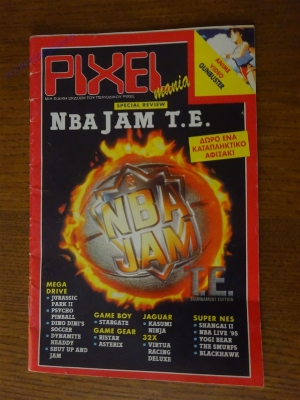 PIXEL
mania
ΜΙΑ ΕΙΔΙΚΗ ΕΚΔΟΣΗ ΤΟΥ ΠΕΡΙΟΔΙΚΟΥ PIXEL
GUNBUSTER
VIDEO
SPECIAL REVIEW
NBA JAM T.E.
ΔΩΡΟ ΕΝΑ
ΚΑΤΑΠΛΗΚΤΙΚΟ
ΑΦΙΣΑΚΙ
NBA
JAM
T.E.
TOURNAMENT EDITION
MEGA
DRIVE
• JURASSIC
PARK II
• PSYCHO
PINBALL
• DINO DINI'S
SOCCER
• DYNAMITE
HEADDY
• SHUT UP AND
JAM
GAME BOY
• STARGATE
GAME GEAR
• RISTAR
• ASTERIX
JAGUAR
• KASUMI
NINJA
32X
• VIRTUA
RACING
DELUXE
SUPER NES
• SHANGAI II
• NBA LIVE '95
• YOGI BEAR
• THE SMURFS
• BLACKHAWK